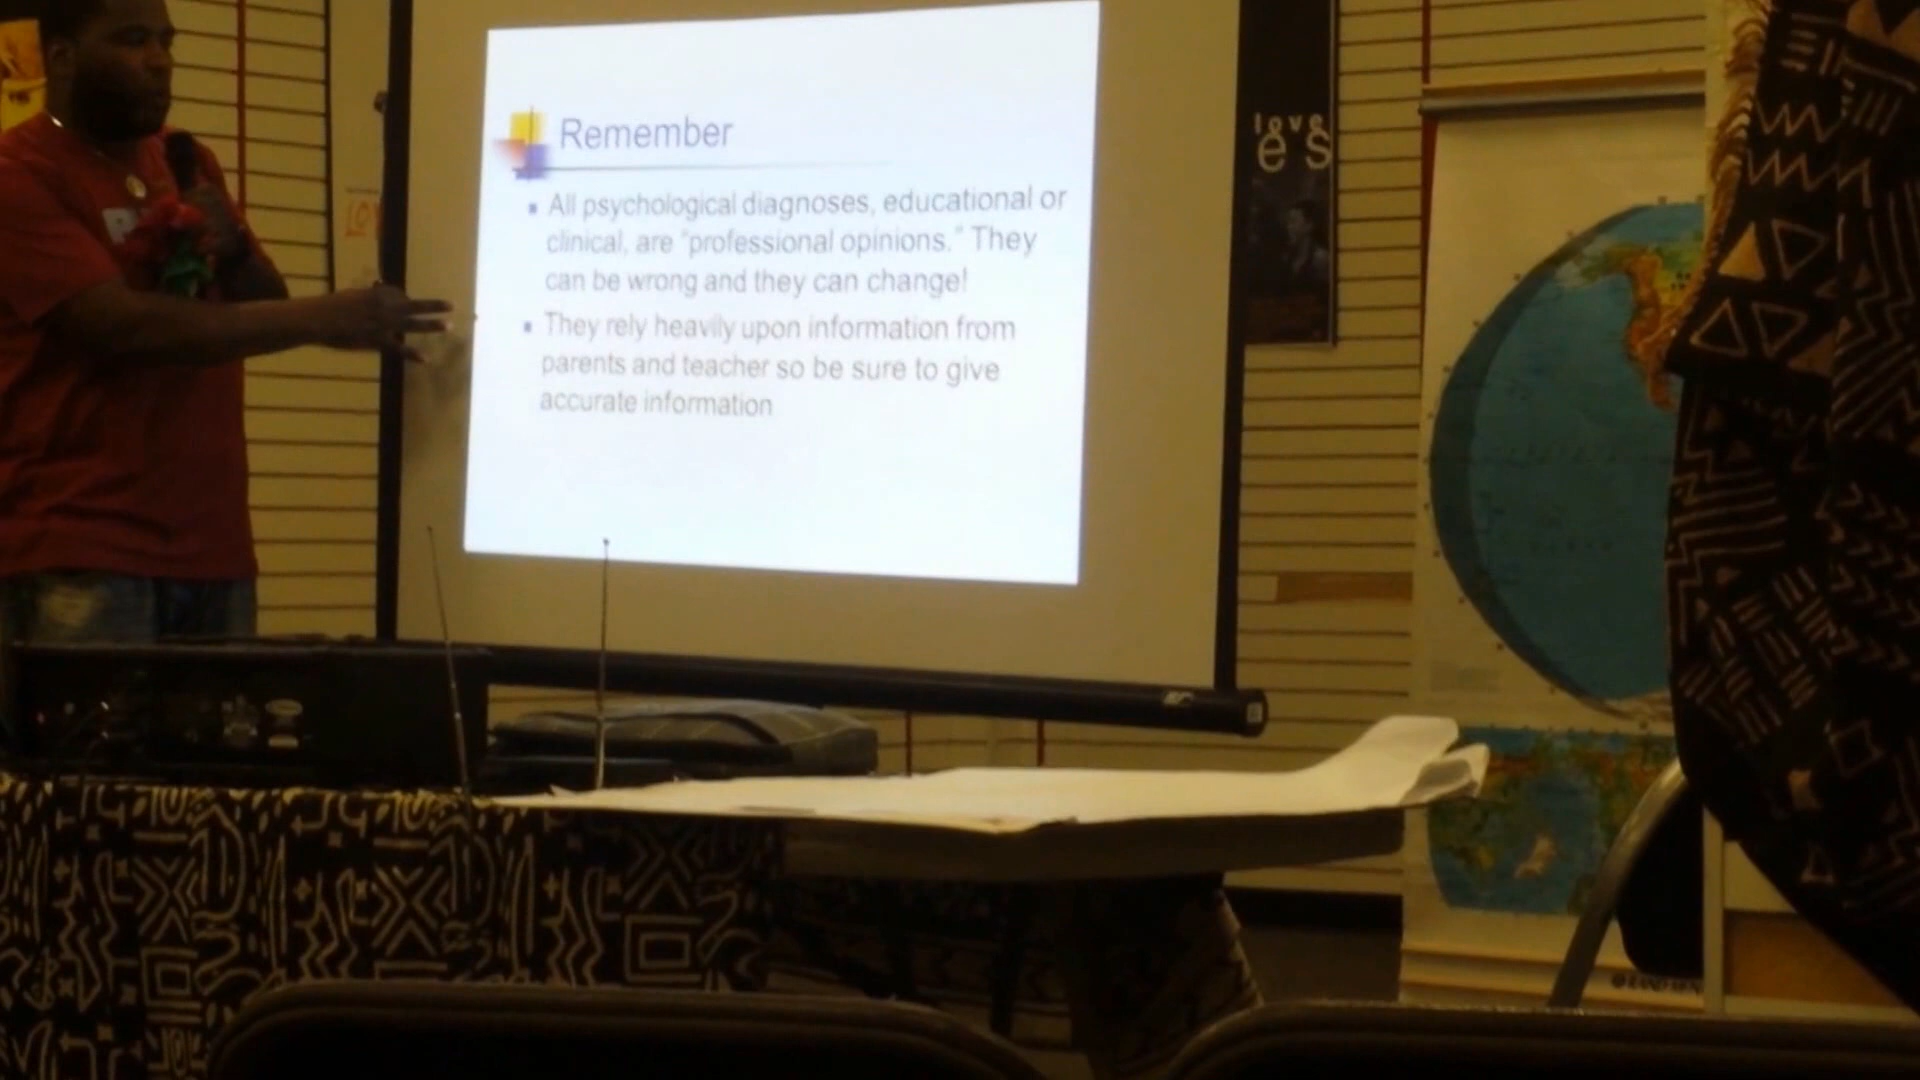 Remember
All psychological diagnoses, educational or
clinical, are "professional opinions." They
can be wrong and they can change!
They rely heavily upon information from
parents and teacher so be sure to give
accurate information
love
e's